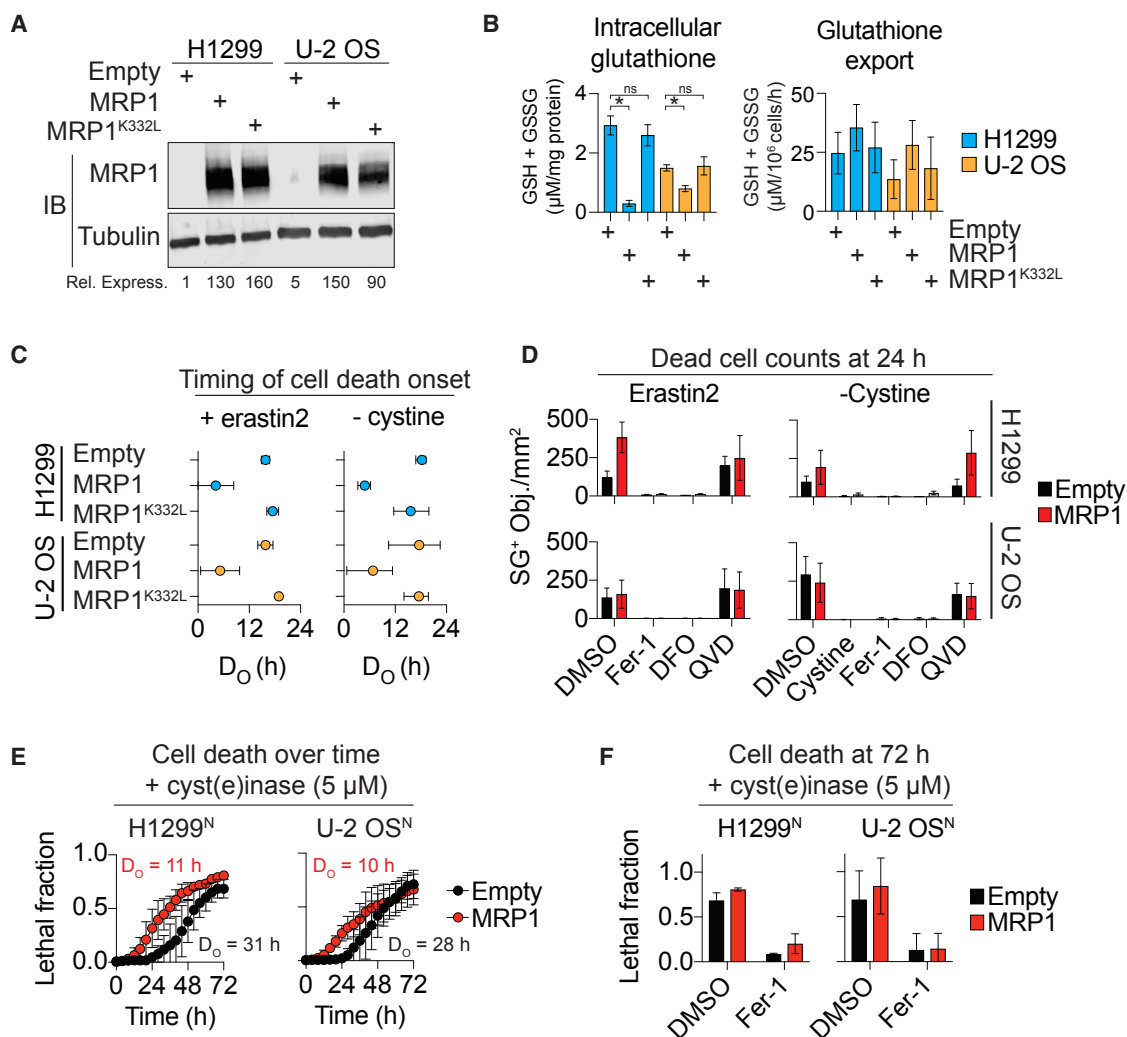 A
H1299 U-2 OS
Empty + +
MRP1 + +
MRP1K332L + +
IB
MRP1
Tubulin
Rel. Express. 1 130 160 5 150 90
B
Intracellular
glutathione
GSH + GSSG
(µM/mg protein)
6
4
2
0
ns ns
* *
Glutathione
export
GSH + GSSG
(µM/10⁶ cells/h)
50
25
0
H1299
U-2 OS
+ + + + Empty
+ + + + MRP1
+ + + + MRP1K332L
C
Timing of cell death onset
+ erastin2 - cystine
H1299
Empty
MRP1
MRP1K332L
U-2 OS
Empty
MRP1
MRP1K332L
0 12 24 0 12 24
DO (h) DO (h)
D
Dead cell counts at 24 h
Erastin2 -Cystine
SG⁺ Obj./mm²
500
250
0
H1299
500
250
0
U-2 OS
Empty
MRP1
DMSO Fer-1 DFO QVD DMSO Cystine Fer-1 DFO QVD
E
Cell death over time
+ cyst(e)inase (5 µM)
H1299ᴺ U-2 OSᴺ
Lethal fraction
1.0
0.5
0.0
DO = 11 h DO = 10 h
DO = 31 h DO = 28 h
Empty
MRP1
0 24 48 72 0 24 48 72
Time (h) Time (h)
F
Cell death at 72 h
+ cyst(e)inase (5 µM)
H1299ᴺ U-2 OSᴺ
Lethal fraction
1.0
0.5
0.0
Empty
MRP1
DMSO Fer-1 DMSO Fer-1